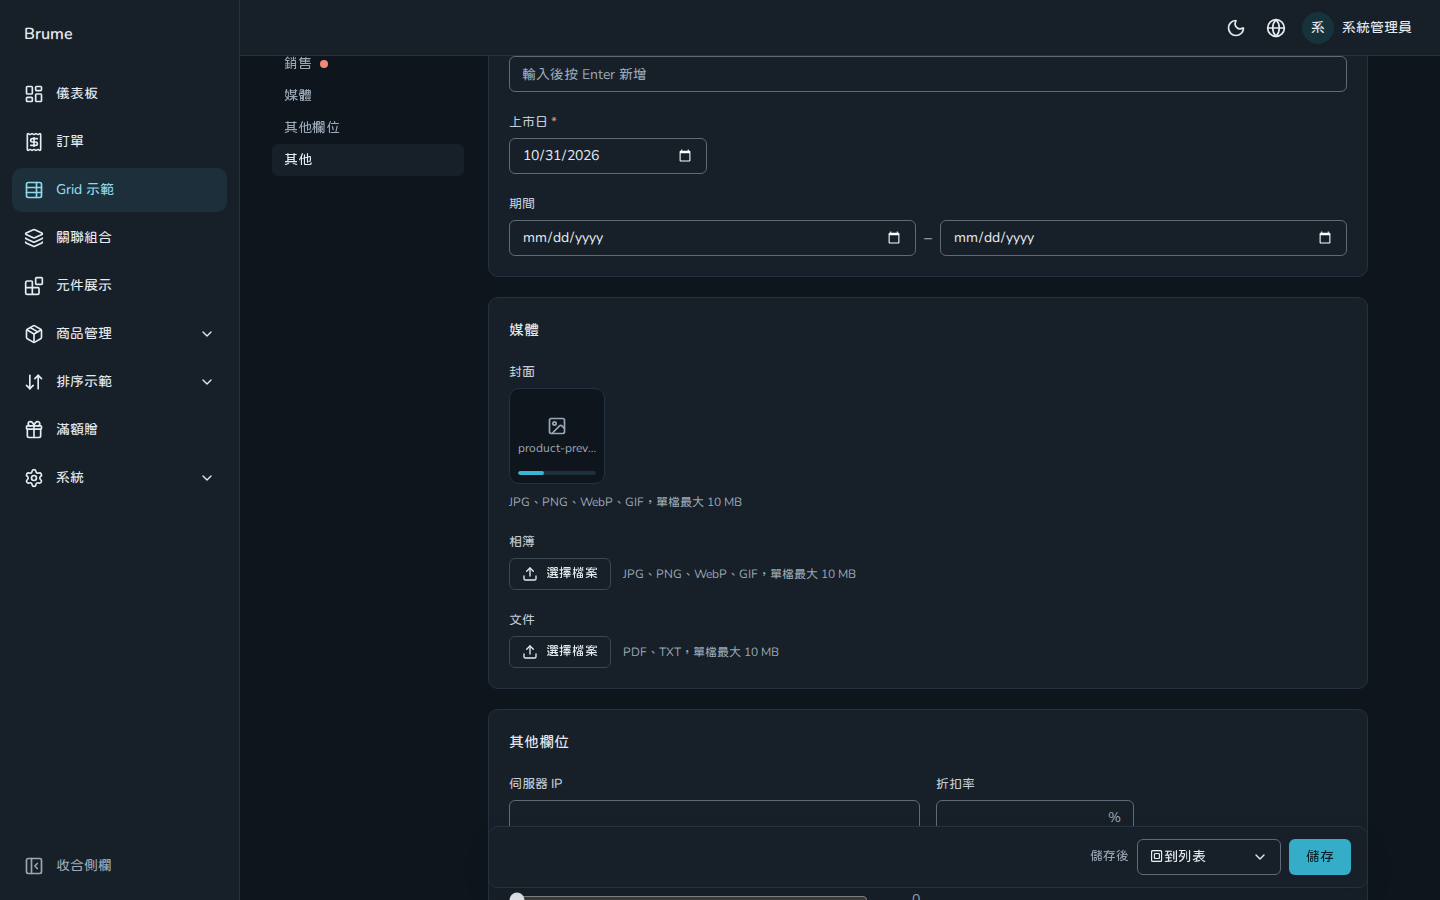 Brume
儀表板
訂單
Grid 示範
關聯組合
元件展示
商品管理
排序示範
滿額贈
系統
收合側欄
系 系統管理員
銷售
媒體
其他欄位
其他
輸入後按 Enter 新增
上市日 *
10/31/2026
期間
mm/dd/yyyy – mm/dd/yyyy
媒體
封面
product-prev...
JPG、PNG、WebP、GIF，單檔最大 10 MB
相簿
選擇檔案 JPG、PNG、WebP、GIF，單檔最大 10 MB
文件
選擇檔案 PDF、TXT，單檔最大 10 MB
其他欄位
伺服器 IP 折扣率
%
儲存後 回到列表 儲存